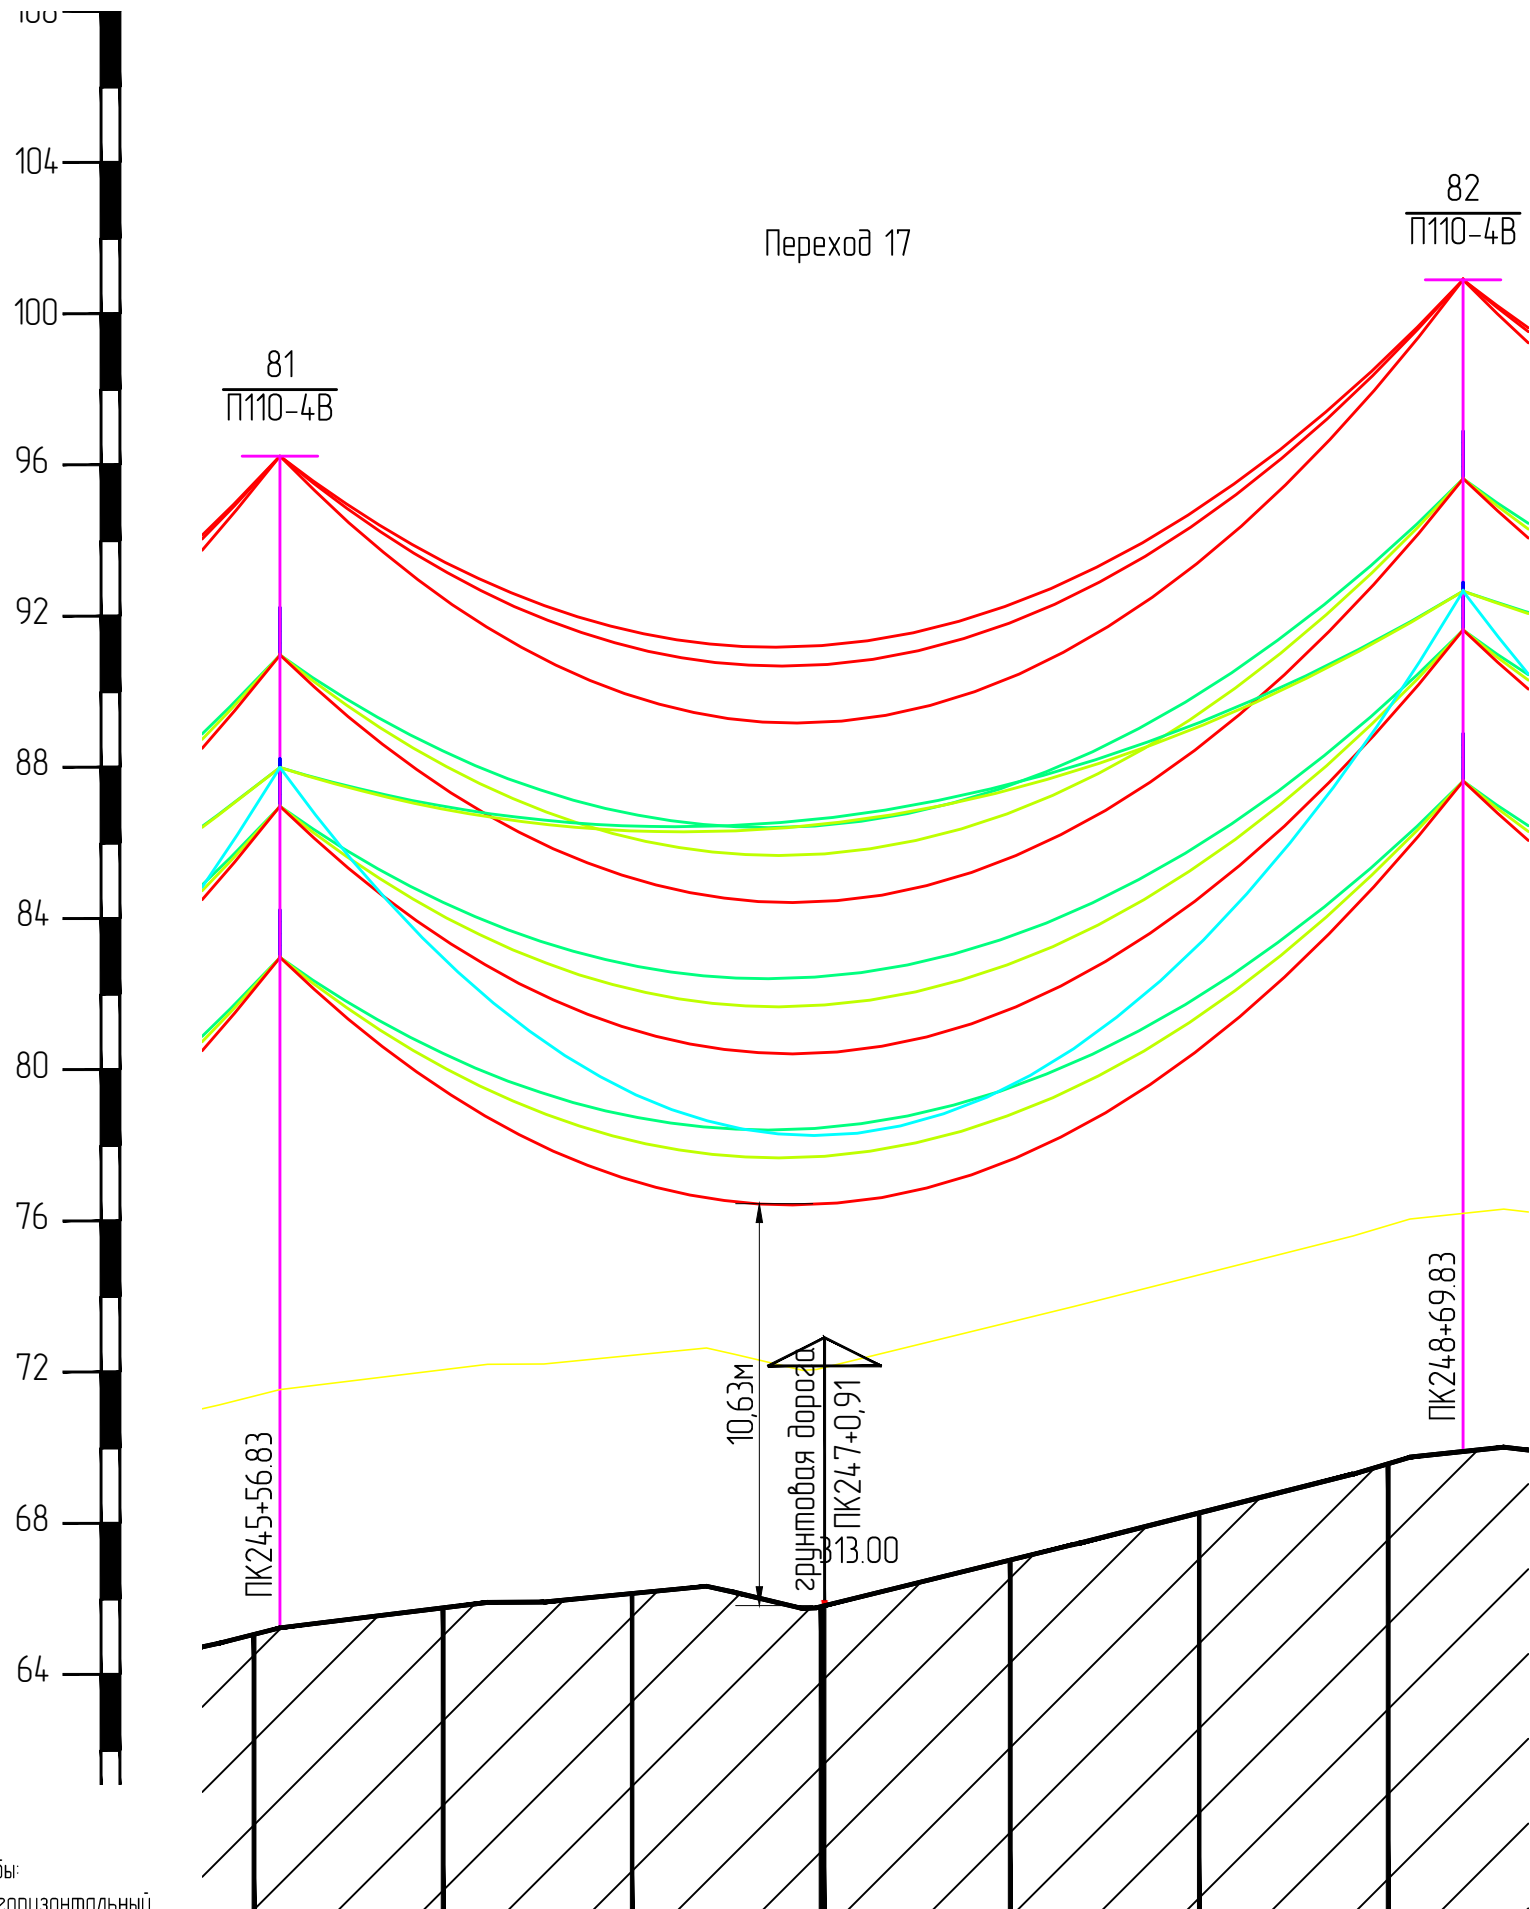 104
100
96
92
88
84
80
76
72
68
64
Переход 17
81
П110-4В
82
П110-4В
ПК245+56.83
10,63м
грунтовая дорога
ПК247+0,91
313.00
ПК248+69.83
горизонтальный